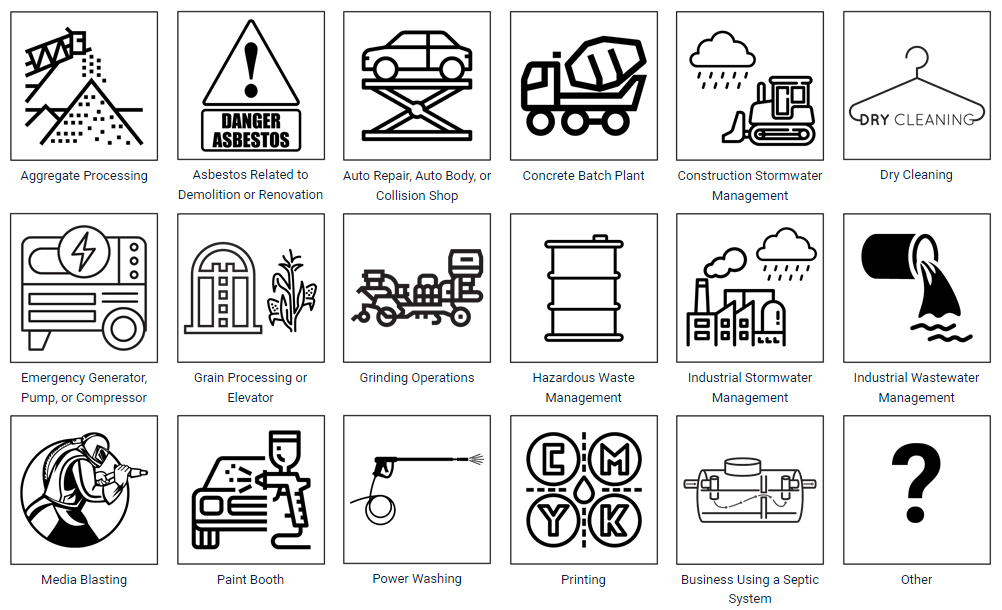 DANGER
ASBESTOS
DRY CLEANING
Aggregate Processing
Asbestos Related to
Demolition or Renovation
Auto Repair, Auto Body, or
Collision Shop
Concrete Batch Plant
Construction Stormwater
Management
Dry Cleaning
Emergency Generator,
Pump, or Compressor
Grain Processing or
Elevator
Grinding Operations
Hazardous Waste
Management
Industrial Stormwater
Management
Industrial Wastewater
Management
C M
Y K
?
Media Blasting
Paint Booth
Power Washing
Printing
Business Using a Septic
System
Other